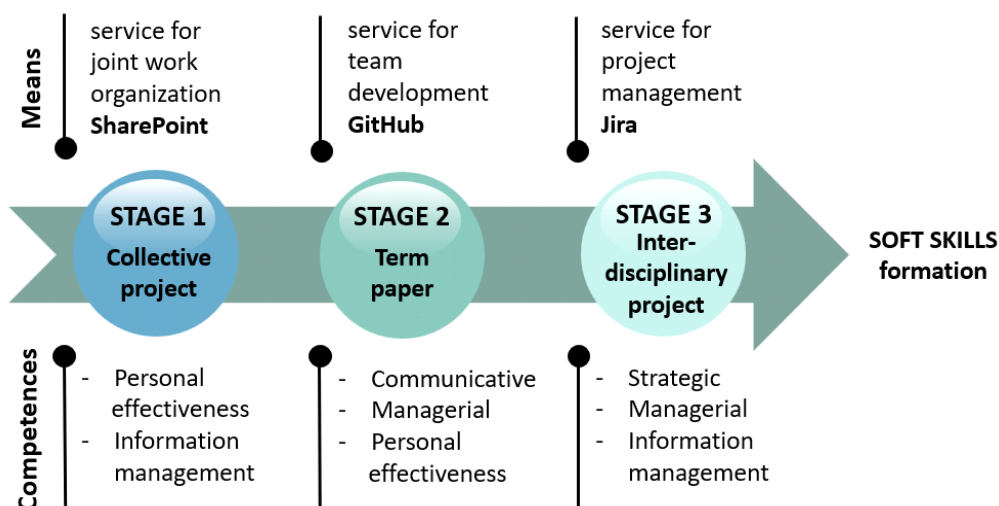 Means
service for
joint work
organization
SharePoint
service for
team
development
GitHub
service for
project
management
Jira
STAGE 1
Collective
project
STAGE 2
Term
paper
STAGE 3
Inter-
disciplinary
project
SOFT SKILLS
formation
Competences
- Personal
effectiveness
- Information
management
- Communicative
- Managerial
- Personal
effectiveness
- Strategic
- Managerial
- Information
management